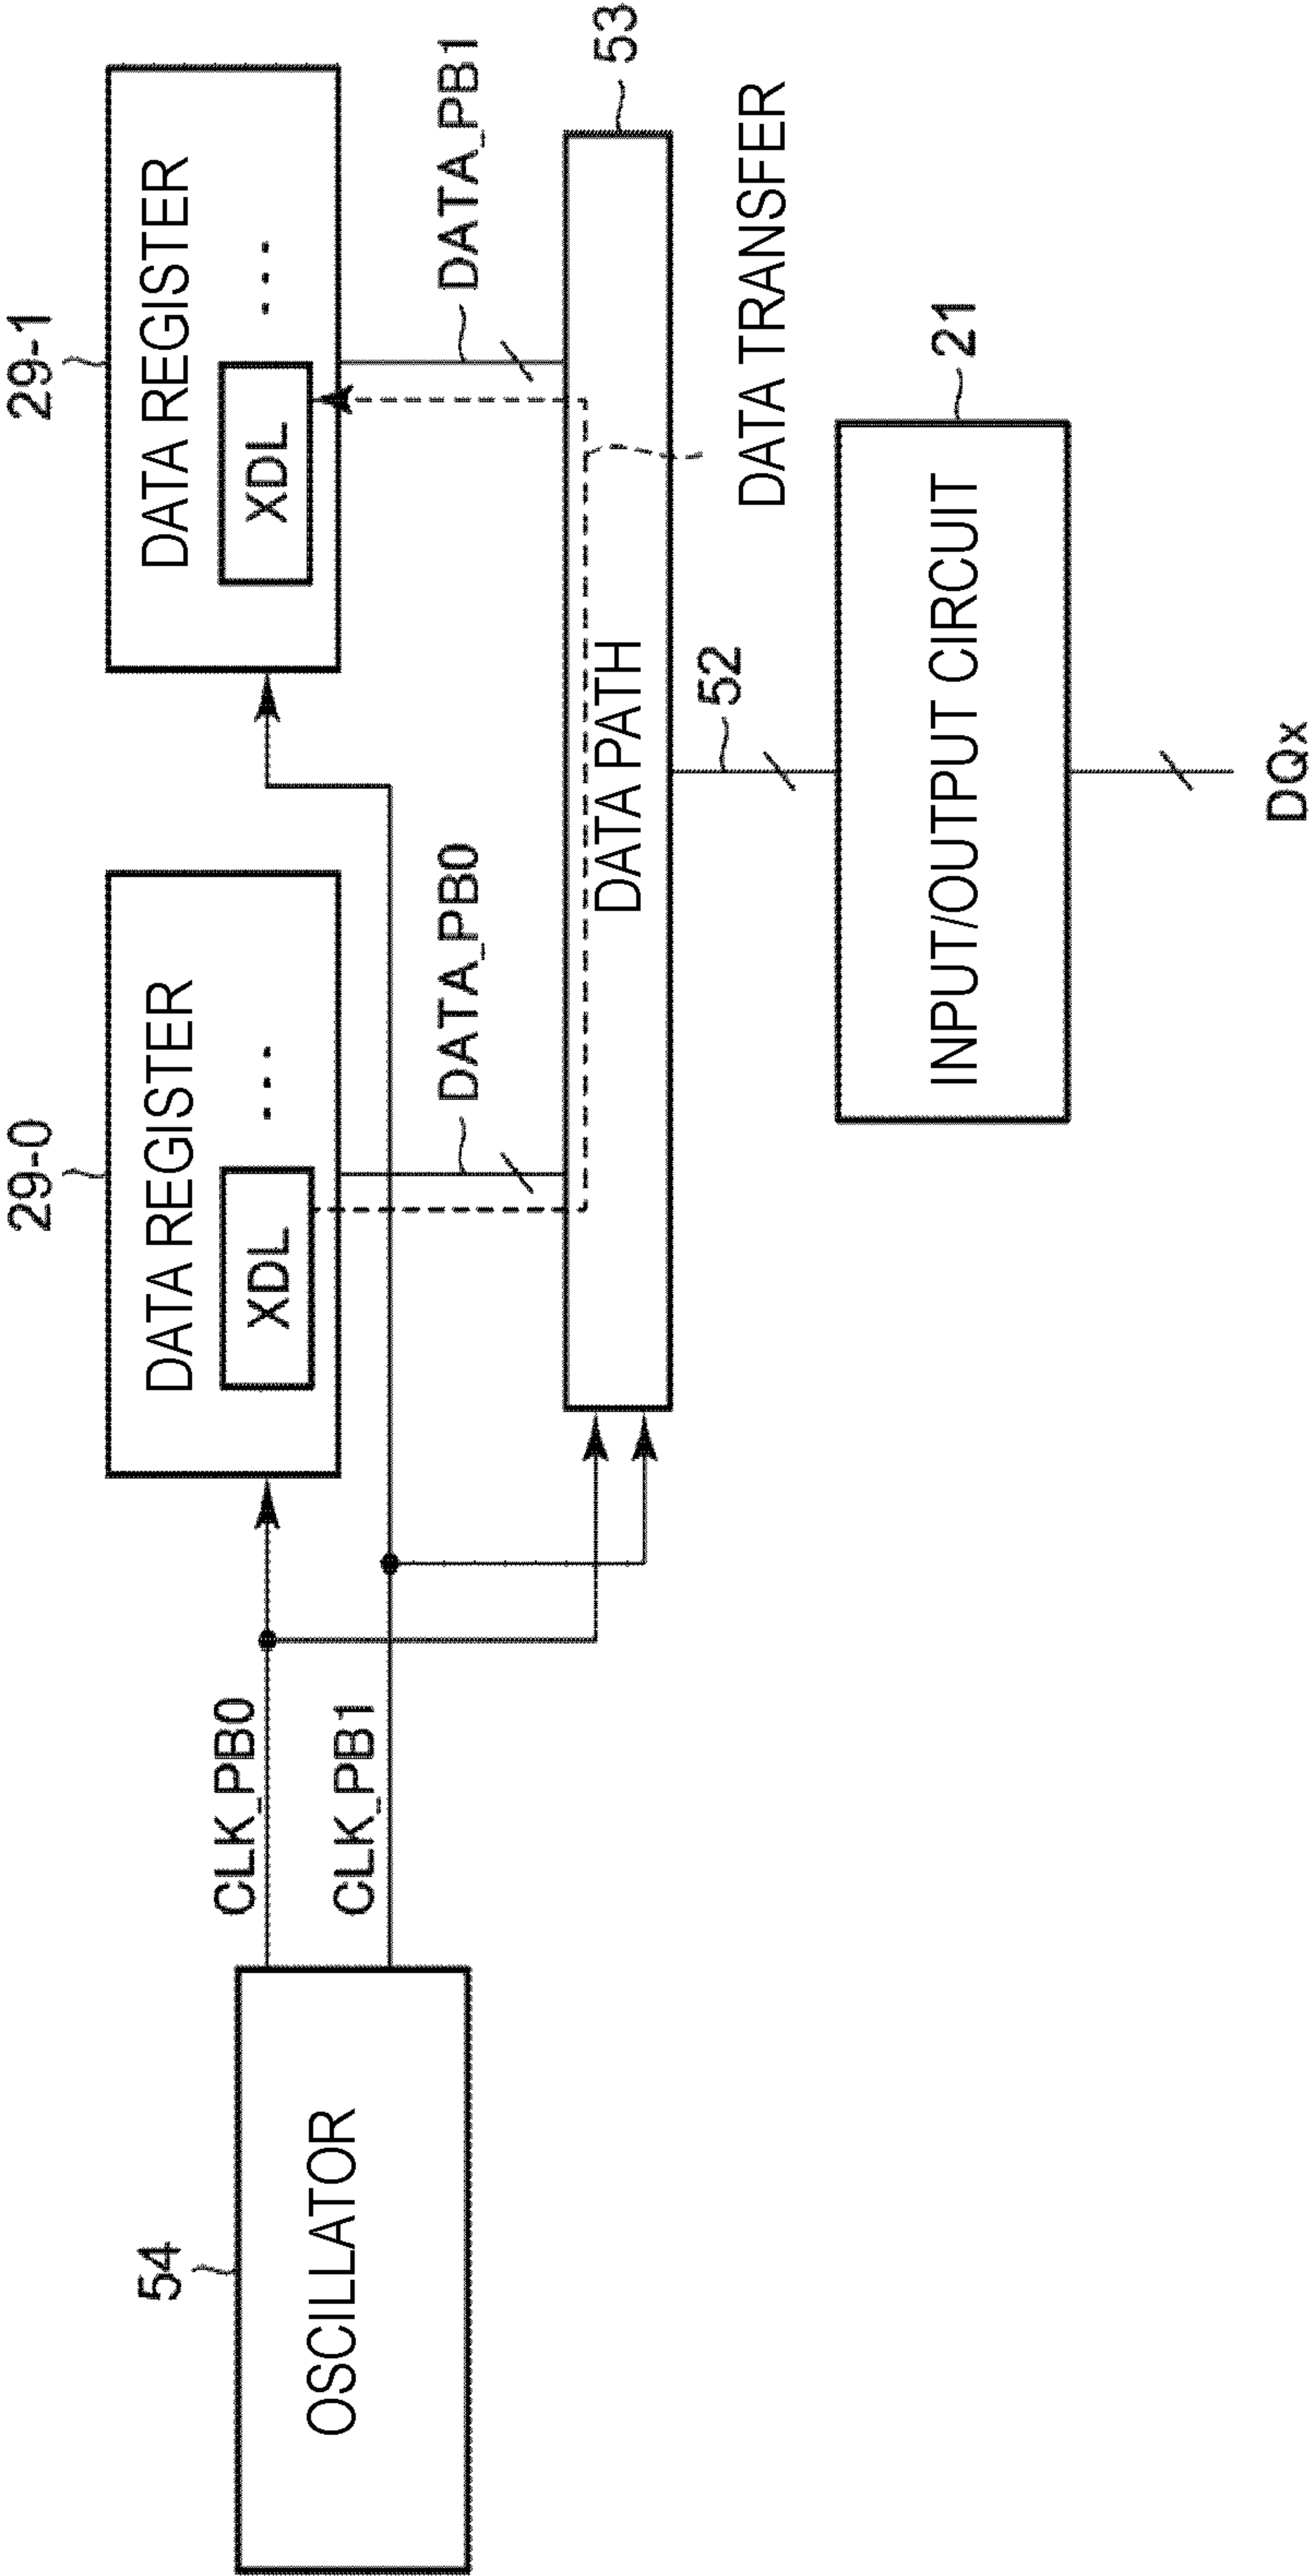 29-0
29-1
DATA REGISTER
DATA REGISTER
XDL
. . .
XDL
. . .
54
CLK_PB0
OSCILLATOR
CLK_PB1
DATA_PB0
DATA_PB1
53
DATA PATH
52
DATA TRANSFER
21
INPUT/OUTPUT CIRCUIT
DQx